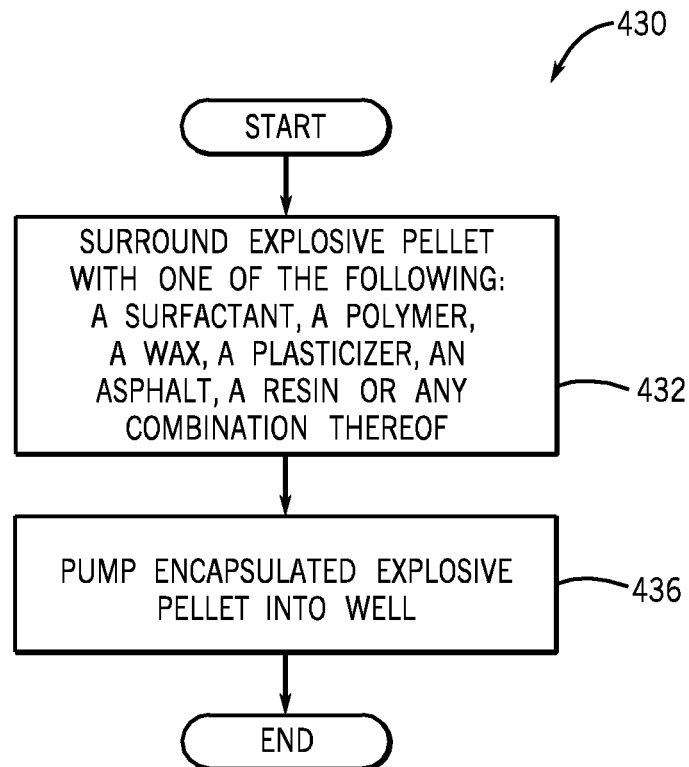 430
START
SURROUND EXPLOSIVE PELLET
WITH ONE OF THE FOLLOWING:
A SURFACTANT, A POLYMER,
A WAX, A PLASTICIZER, AN
ASPHALT, A RESIN OR ANY
COMBINATION THEREOF
432
PUMP ENCAPSULATED EXPLOSIVE
PELLET INTO WELL
436
END